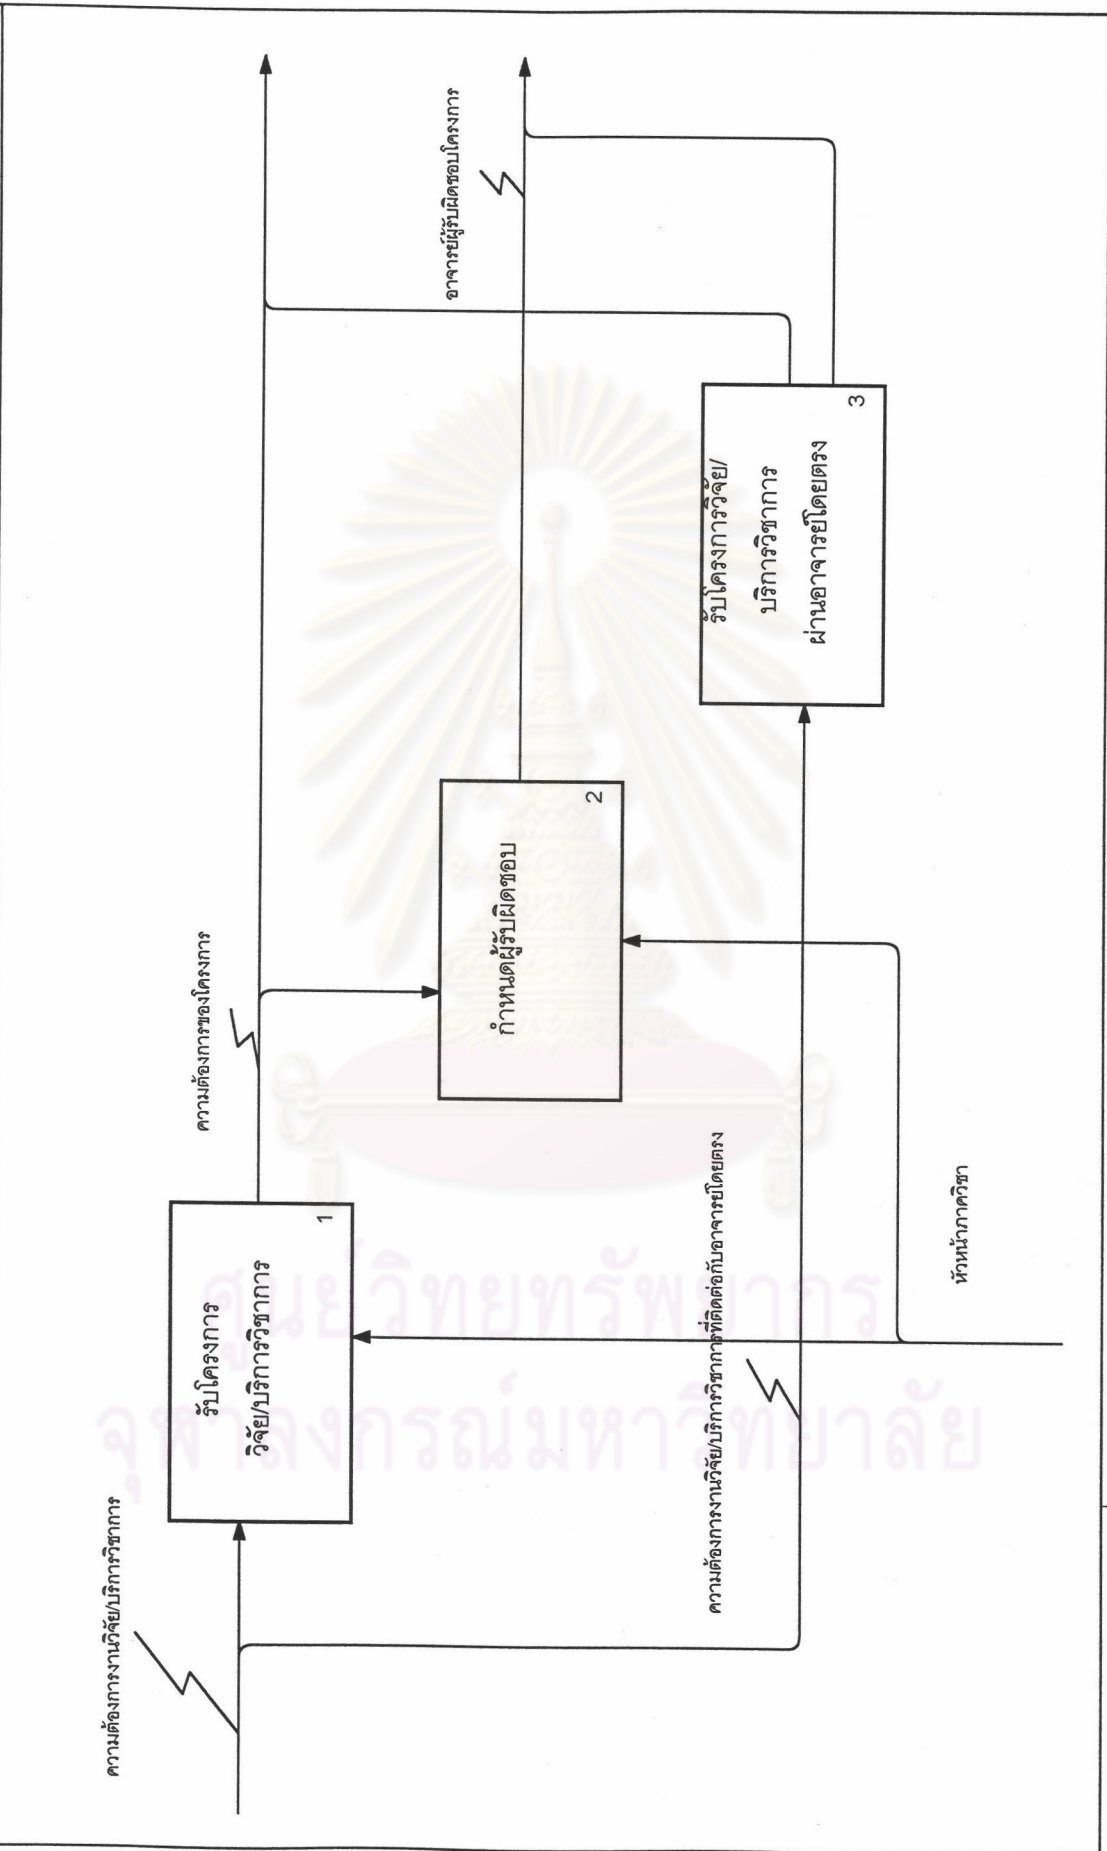 ความต้องการงานวิจัย/บริการวิชาการ
รับโครงการ
วิจัย/บริการวิชาการ
1
ความต้องการของโครงการ
กำหนดผู้รับผิดชอบ
2
อาจารย์ผู้รับผิดชอบโครงการ
รับโครงการวิจัย/
บริการวิชาการ
ผ่านอาจารย์โดยตรง
3
ความต้องการงานวิจัย/บริการวิชาการที่ติดต่อกับอาจารย์โดยตรง
หัวหน้าภาควิชา
ศูนย์วิทยทรัพยากร
จุฬาลงกรณ์มหาวิทยาลัย